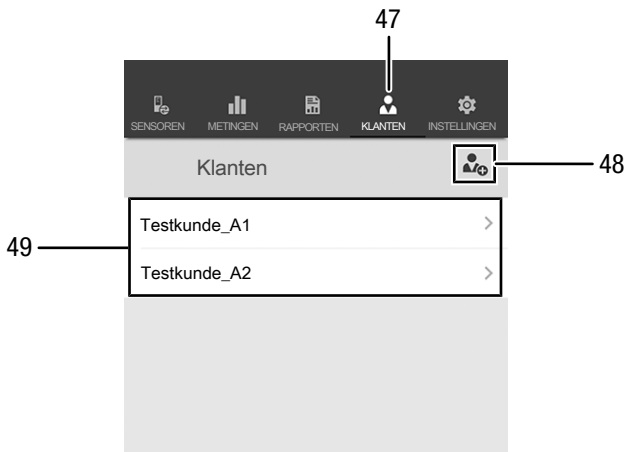 47
SENSOREN METINGEN RAPPORTEN KLANTEN INSTELLINGEN
Klanten
48
Testkunde_A1
49
Testkunde_A2